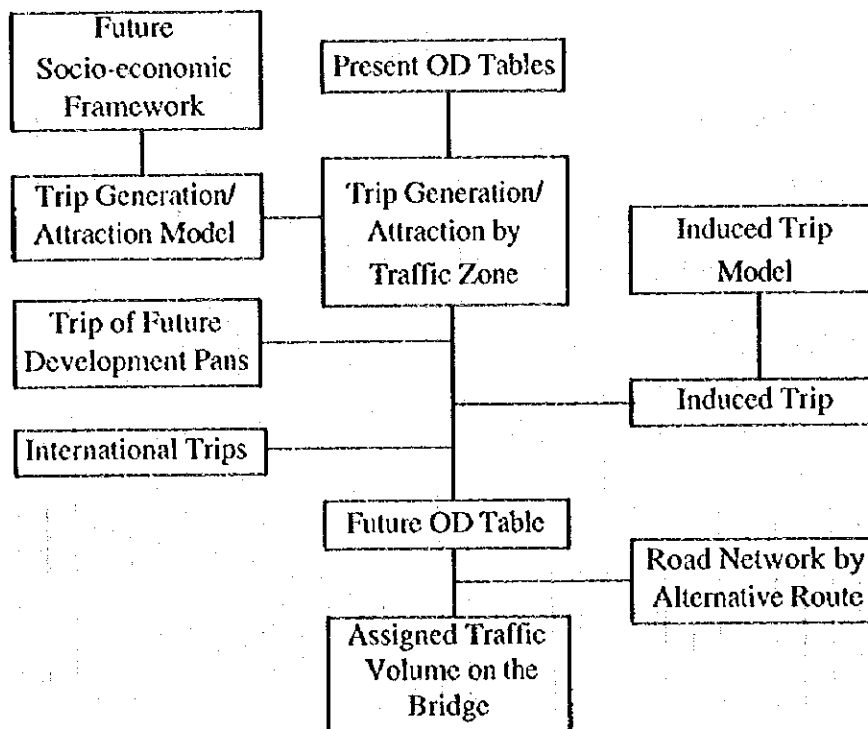 Future
Socio-economic
Framework
Present OD Tables
Trip Generation/
Attraction Model
Trip Generation/
Attraction by
Traffic Zone
Induced Trip
Model
Trip of Future
Development Pans
Induced Trip
International Trips
Future OD Table
Road Network by
Alternative Route
Assigned Traffic
Volume on the
Bridge